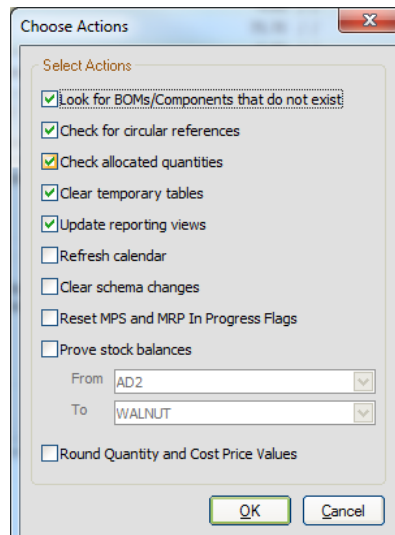 Choose Actions
Select Actions
Look for BOMs/Components that do not exist
Check for circular references
Check allocated quantities
Clear temporary tables
Update reporting views
Refresh calendar
Clear schema changes
Reset MPS and MRP In Progress Flags
Prove stock balances
From AD2
To WALNUT
Round Quantity and Cost Price Values
OK Cancel